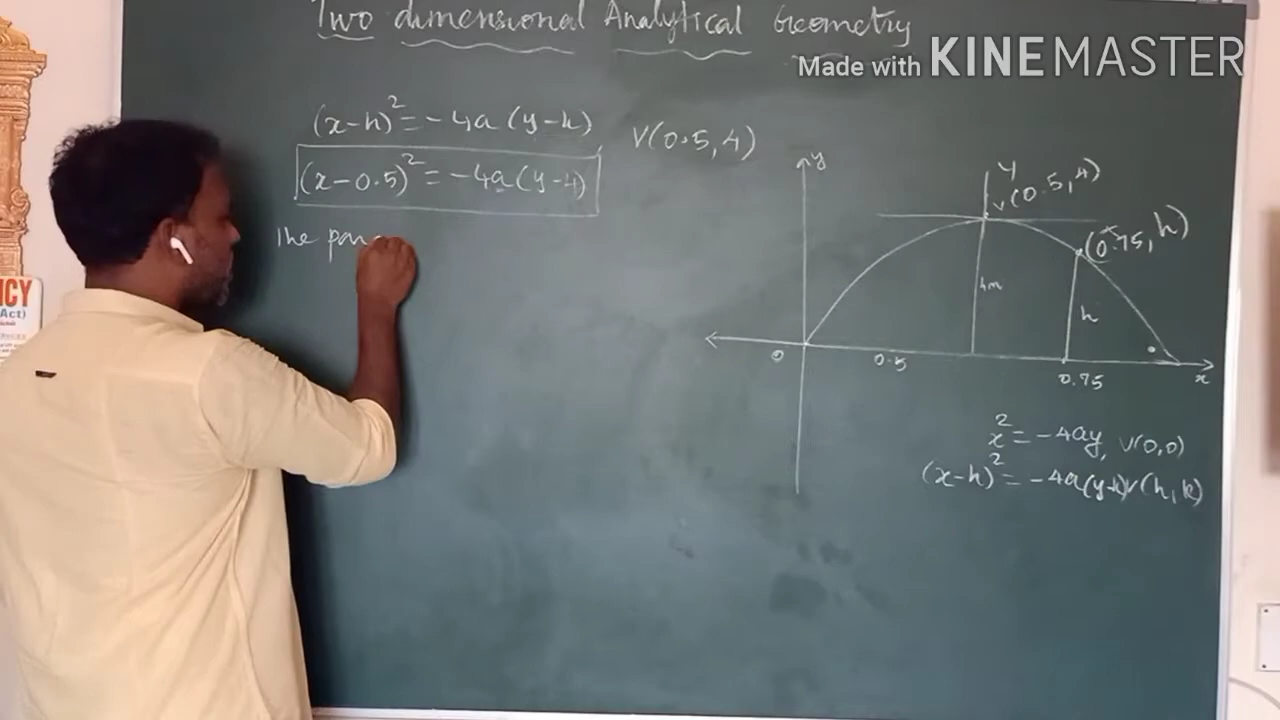 Two dimensional Analytical Geometry
Made with KINEMASTER
(x-h)²=-4a(y-k)
V(0.5,4)
(x-0.5)²=-4a(y-4)
The para
y
y
V(0.5,4)
(0.75,h)
4m
h
0
0.5
0.75
x
x²=-4ay, V(0,0)
(x-h)²=-4a(y-k)V(h,k)
ICY
Act)